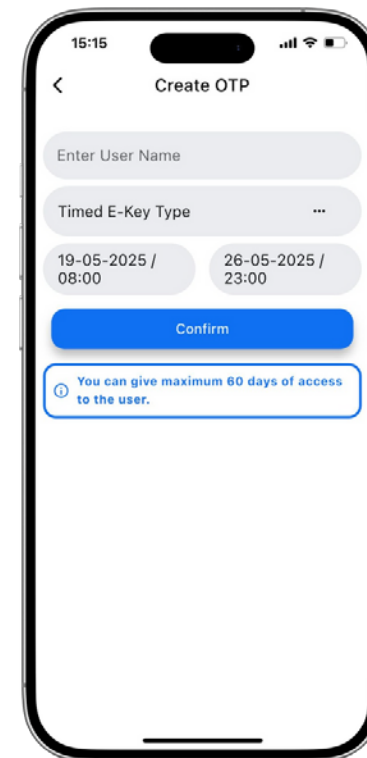 15:15
Create OTP
Enter User Name
Timed E-Key Type
19-05-2025 /
08:00
26-05-2025 /
23:00
Confirm
You can give maximum 60 days of access
to the user.